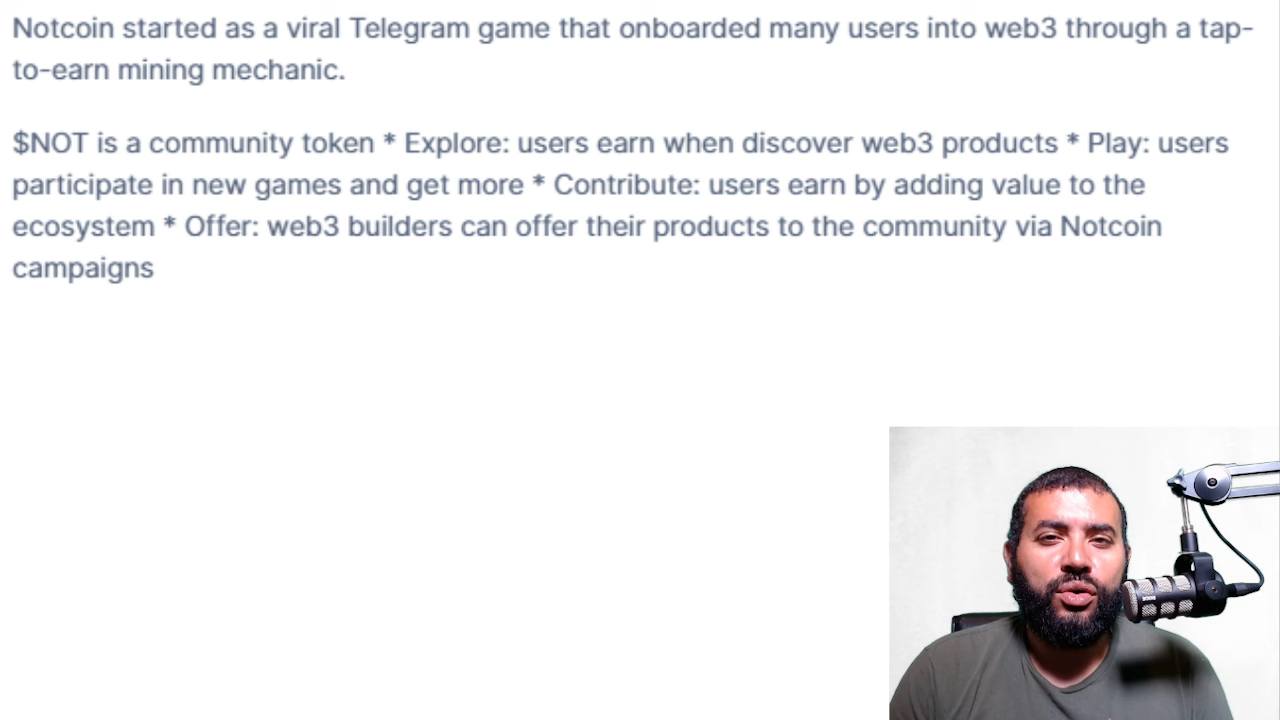 Notcoin started as a viral Telegram game that onboarded many users into web3 through a tap-
to-earn mining mechanic.
$NOT is a community token * Explore: users earn when discover web3 products * Play: users
participate in new games and get more * Contribute: users earn by adding value to the
ecosystem * Offer: web3 builders can offer their products to the community via Notcoin
campaigns